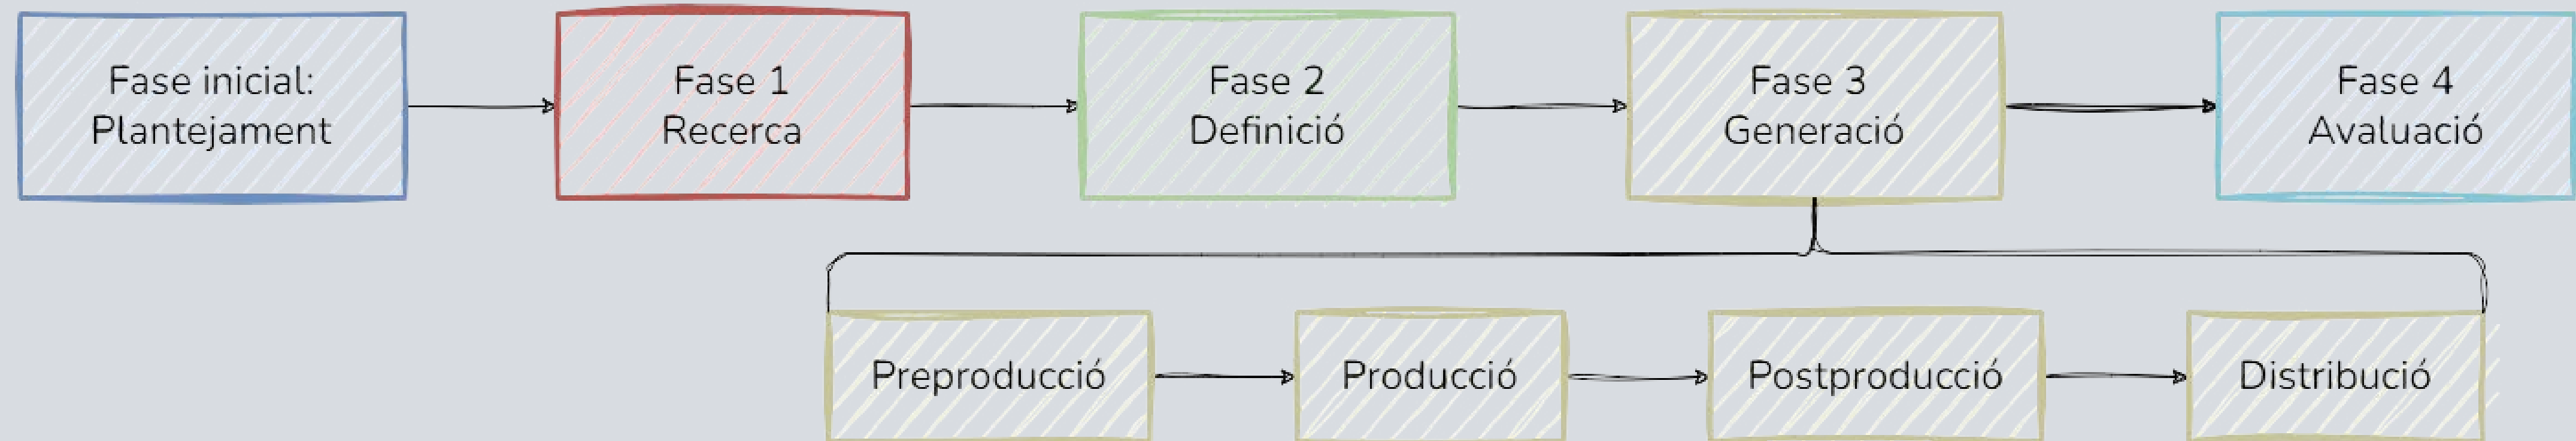 Fase inicial:
Plantejament
Fase 1
Recerca
Fase 2
Definició
Fase 3
Generació
Fase 4
Avaluació
Preproducció
Producció
Postproducció
Distribució